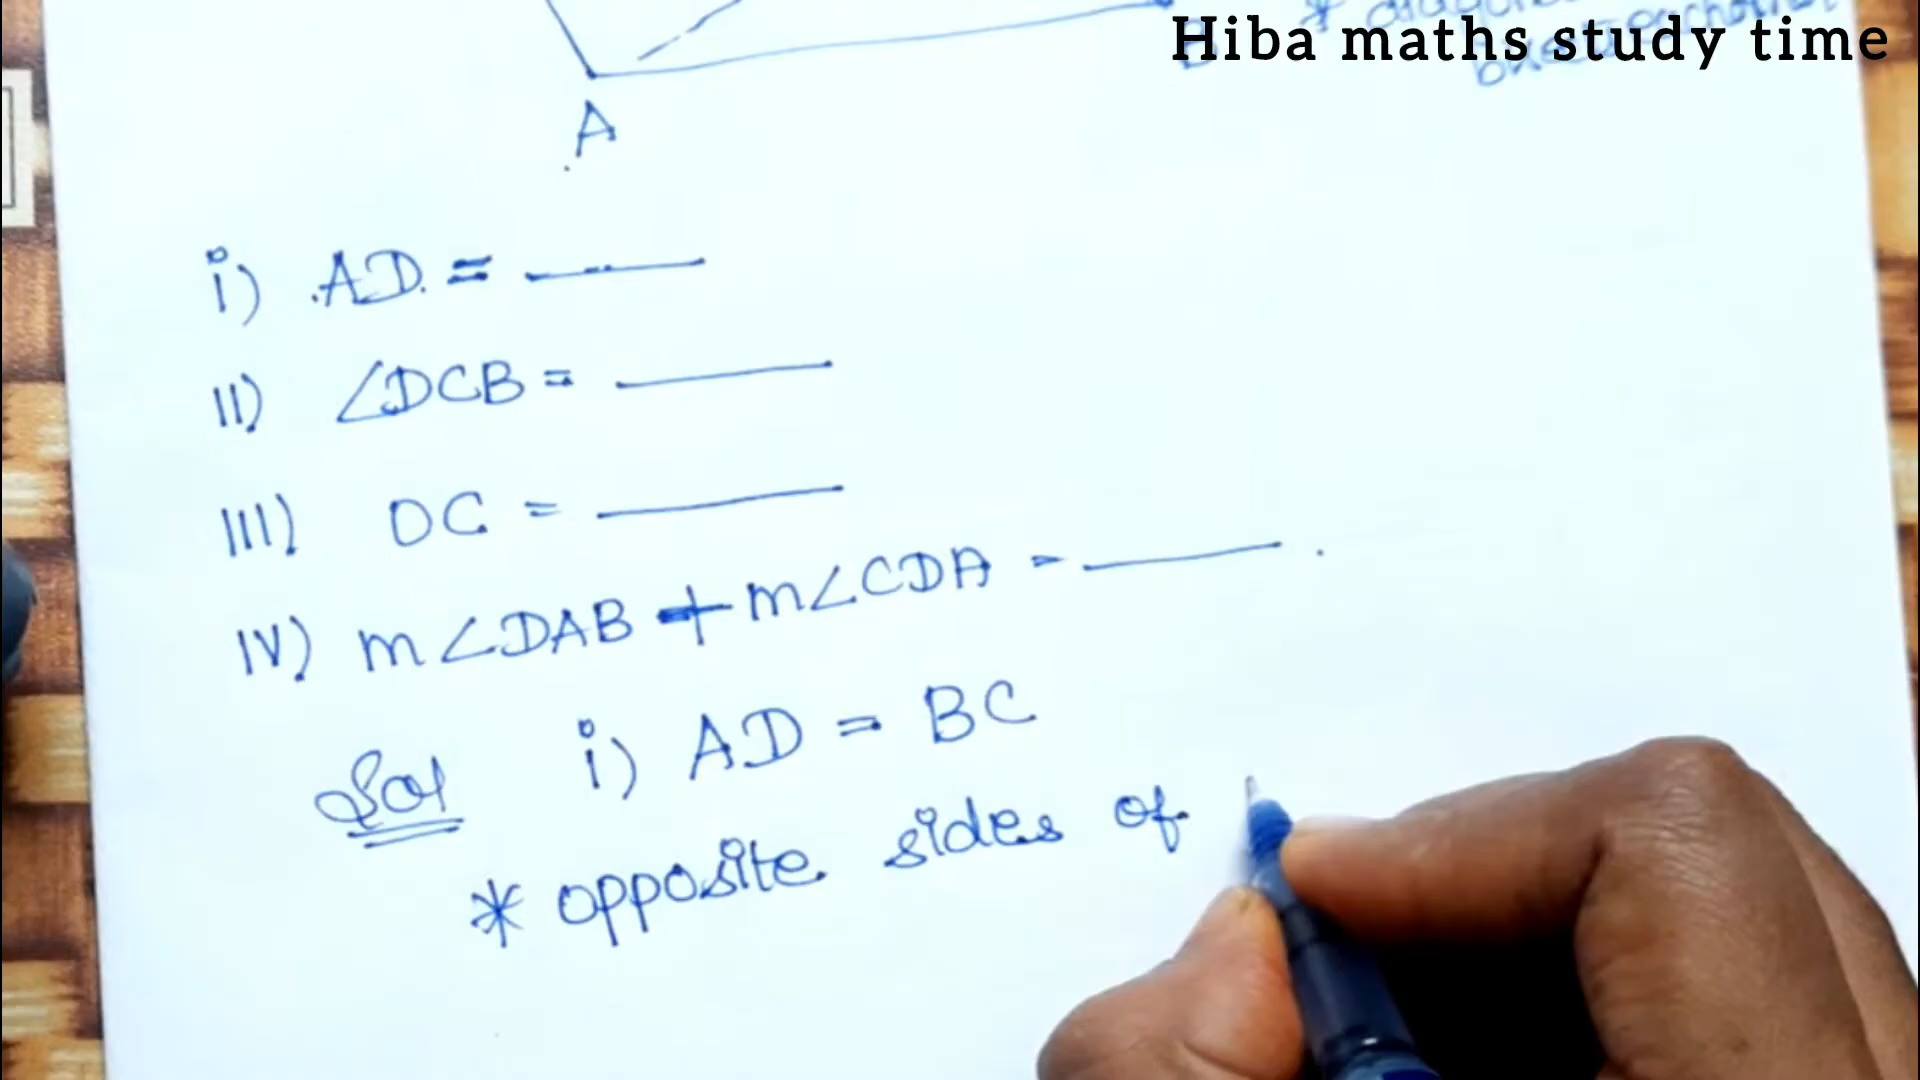 Hiba maths study time
B
A
i) AD = ____
II) ∠DCB = ____
III) OC = ____
IV) m∠DAB + m∠CDA = ____.
Sol i) AD = BC
* opposite sides of